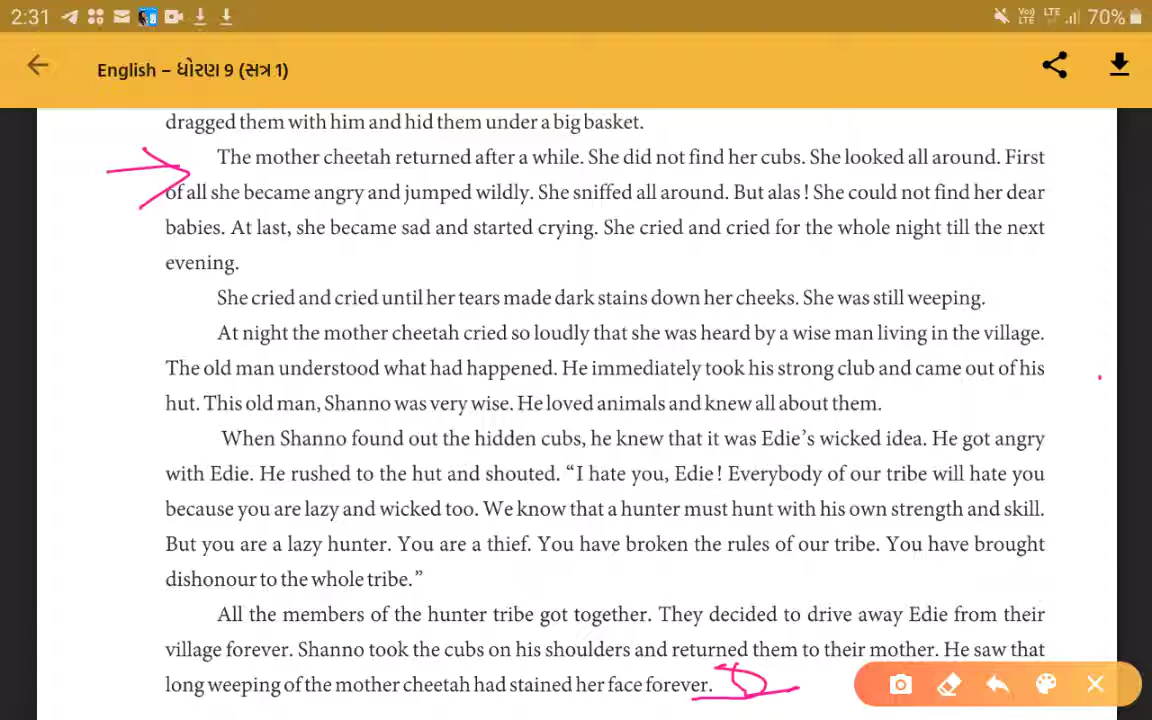 2:31
Vo) LTE LTE 70%
English – ધોરણ 9 (સત્ર 1)
dragged them with him and hid them under a big basket.
The mother cheetah returned after a while. She did not find her cubs. She looked all around. First
of all she became angry and jumped wildly. She sniffed all around. But alas ! She could not find her dear
babies. At last, she became sad and started crying. She cried and cried for the whole night till the next
evening.
She cried and cried until her tears made dark stains down her cheeks. She was still weeping.
At night the mother cheetah cried so loudly that she was heard by a wise man living in the village.
The old man understood what had happened. He immediately took his strong club and came out of his
hut. This old man, Shanno was very wise. He loved animals and knew all about them.
When Shanno found out the hidden cubs, he knew that it was Edie’s wicked idea. He got angry
with Edie. He rushed to the hut and shouted. “I hate you, Edie ! Everybody of our tribe will hate you
because you are lazy and wicked too. We know that a hunter must hunt with his own strength and skill.
But you are a lazy hunter. You are a thief. You have broken the rules of our tribe. You have brought
dishonour to the whole tribe.”
All the members of the hunter tribe got together. They decided to drive away Edie from their
village forever. Shanno took the cubs on his shoulders and returned them to their mother. He saw that
long weeping of the mother cheetah had stained her face forever.